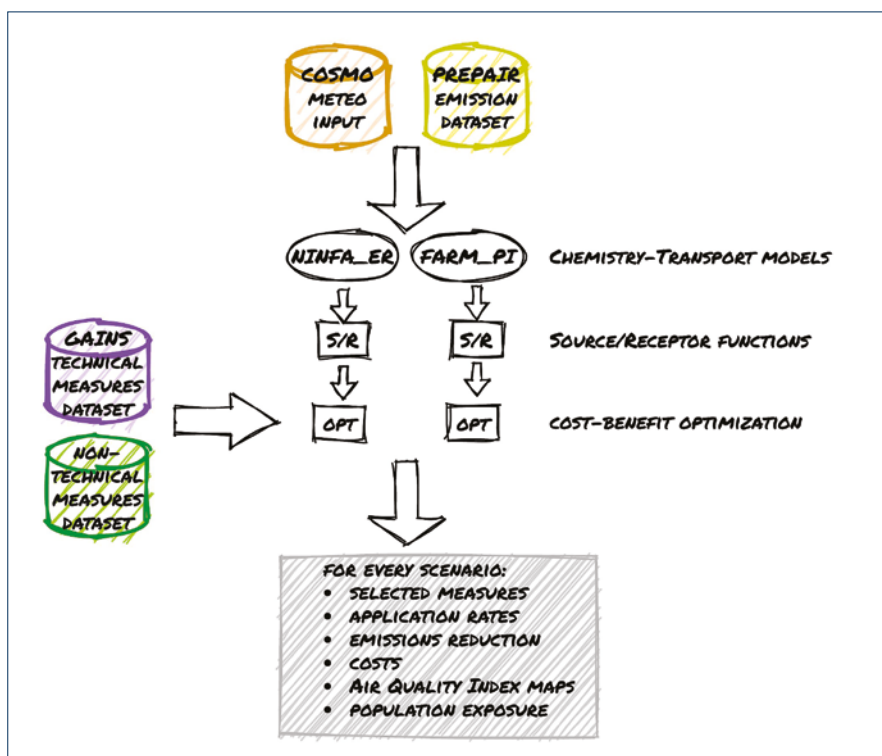 COSMO
METEO
INPUT
PREPAIR
EMISSION
DATASET
NINFA_ER
FARM_PI
CHEMISTRY-TRANSPORT MODELS
S/R
S/R
SOURCE/RECEPTOR FUNCTIONS
GAINS
TECHNICAL
MEASURES
DATASET
OPT
OPT
COST-BENEFIT OPTIMIZATION
NON-
TECHNICAL
MEASURES
DATASET
FOR EVERY SCENARIO:
• SELECTED MEASURES
• APPLICATION RATES
• EMISSIONS REDUCTION
• COSTS
• AIR QUALITY INDEX MAPS
• POPULATION EXPOSURE